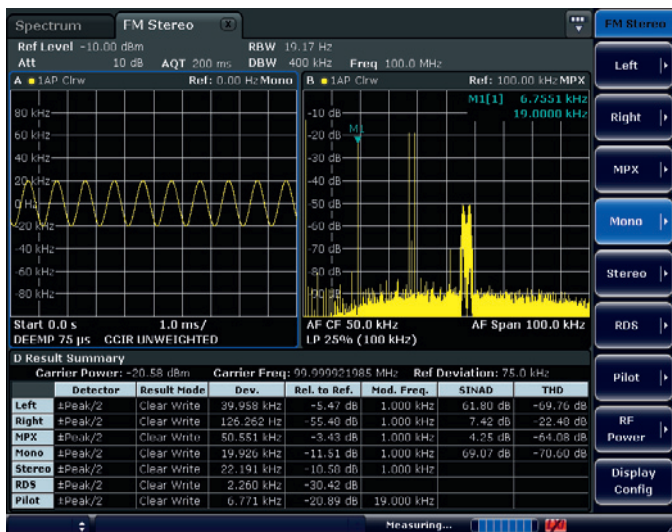 Spectrum
FM Stereo
FM Stereo
Ref Level -10.00 dBm RBW 19.17 Hz
Att 10 dB AQT 200 ms DBW 400 kHz Freq 100.0 MHz
A 1AP Clrw Ref: 0.00 Hz Mono
80 kHz
60 kHz
40 kHz
20 kHz
0 Hz
-20 kHz
-40 kHz
-60 kHz
-80 kHz
Start 0.0 s 1.0 ms/
DEEMP 75 µs CCIR UNWEIGHTED
B 1AP Clrw Ref: 100.00 kHz MPX
M1[1] 6.7551 kHz
19.0000 kHz
M1
-10 dB
-20 dB
-30 dB
-40 dB
-50 dB
-60 dB
-70 dB
-80 dB
AF CF 50.0 kHz AF Span 100.0 kHz
LP 25% (100 kHz)
D Result Summary
Carrier Power: -20.58 dBm Carrier Freq: 99.999921985 MHz Ref Deviation: 75.0 kHz
Detector Result Mode Dev. Rel. to Ref. Mod. Freq. SINAD THD
Left ±Peak/2 Clear Write 39.958 kHz -5.47 dB 1.000 kHz 61.80 dB -69.76 dB
Right ±Peak/2 Clear Write 126.262 Hz -55.48 dB 1.000 kHz 7.42 dB -22.48 dB
MPX ±Peak/2 Clear Write 50.551 kHz -3.43 dB 1.000 kHz 4.25 dB -64.08 dB
Mono ±Peak/2 Clear Write 19.926 kHz -11.51 dB 1.000 kHz 69.07 dB -70.60 dB
Stereo ±Peak/2 Clear Write 22.191 kHz -10.58 dB 1.000 kHz
RDS ±Peak/2 Clear Write 2.260 kHz -30.42 dB
Pilot ±Peak/2 Clear Write 6.771 kHz -20.89 dB 19.000 kHz
Measuring...
Left
Right
MPX
Mono
Stereo
RDS
Pilot
RF
Power
Display
Config